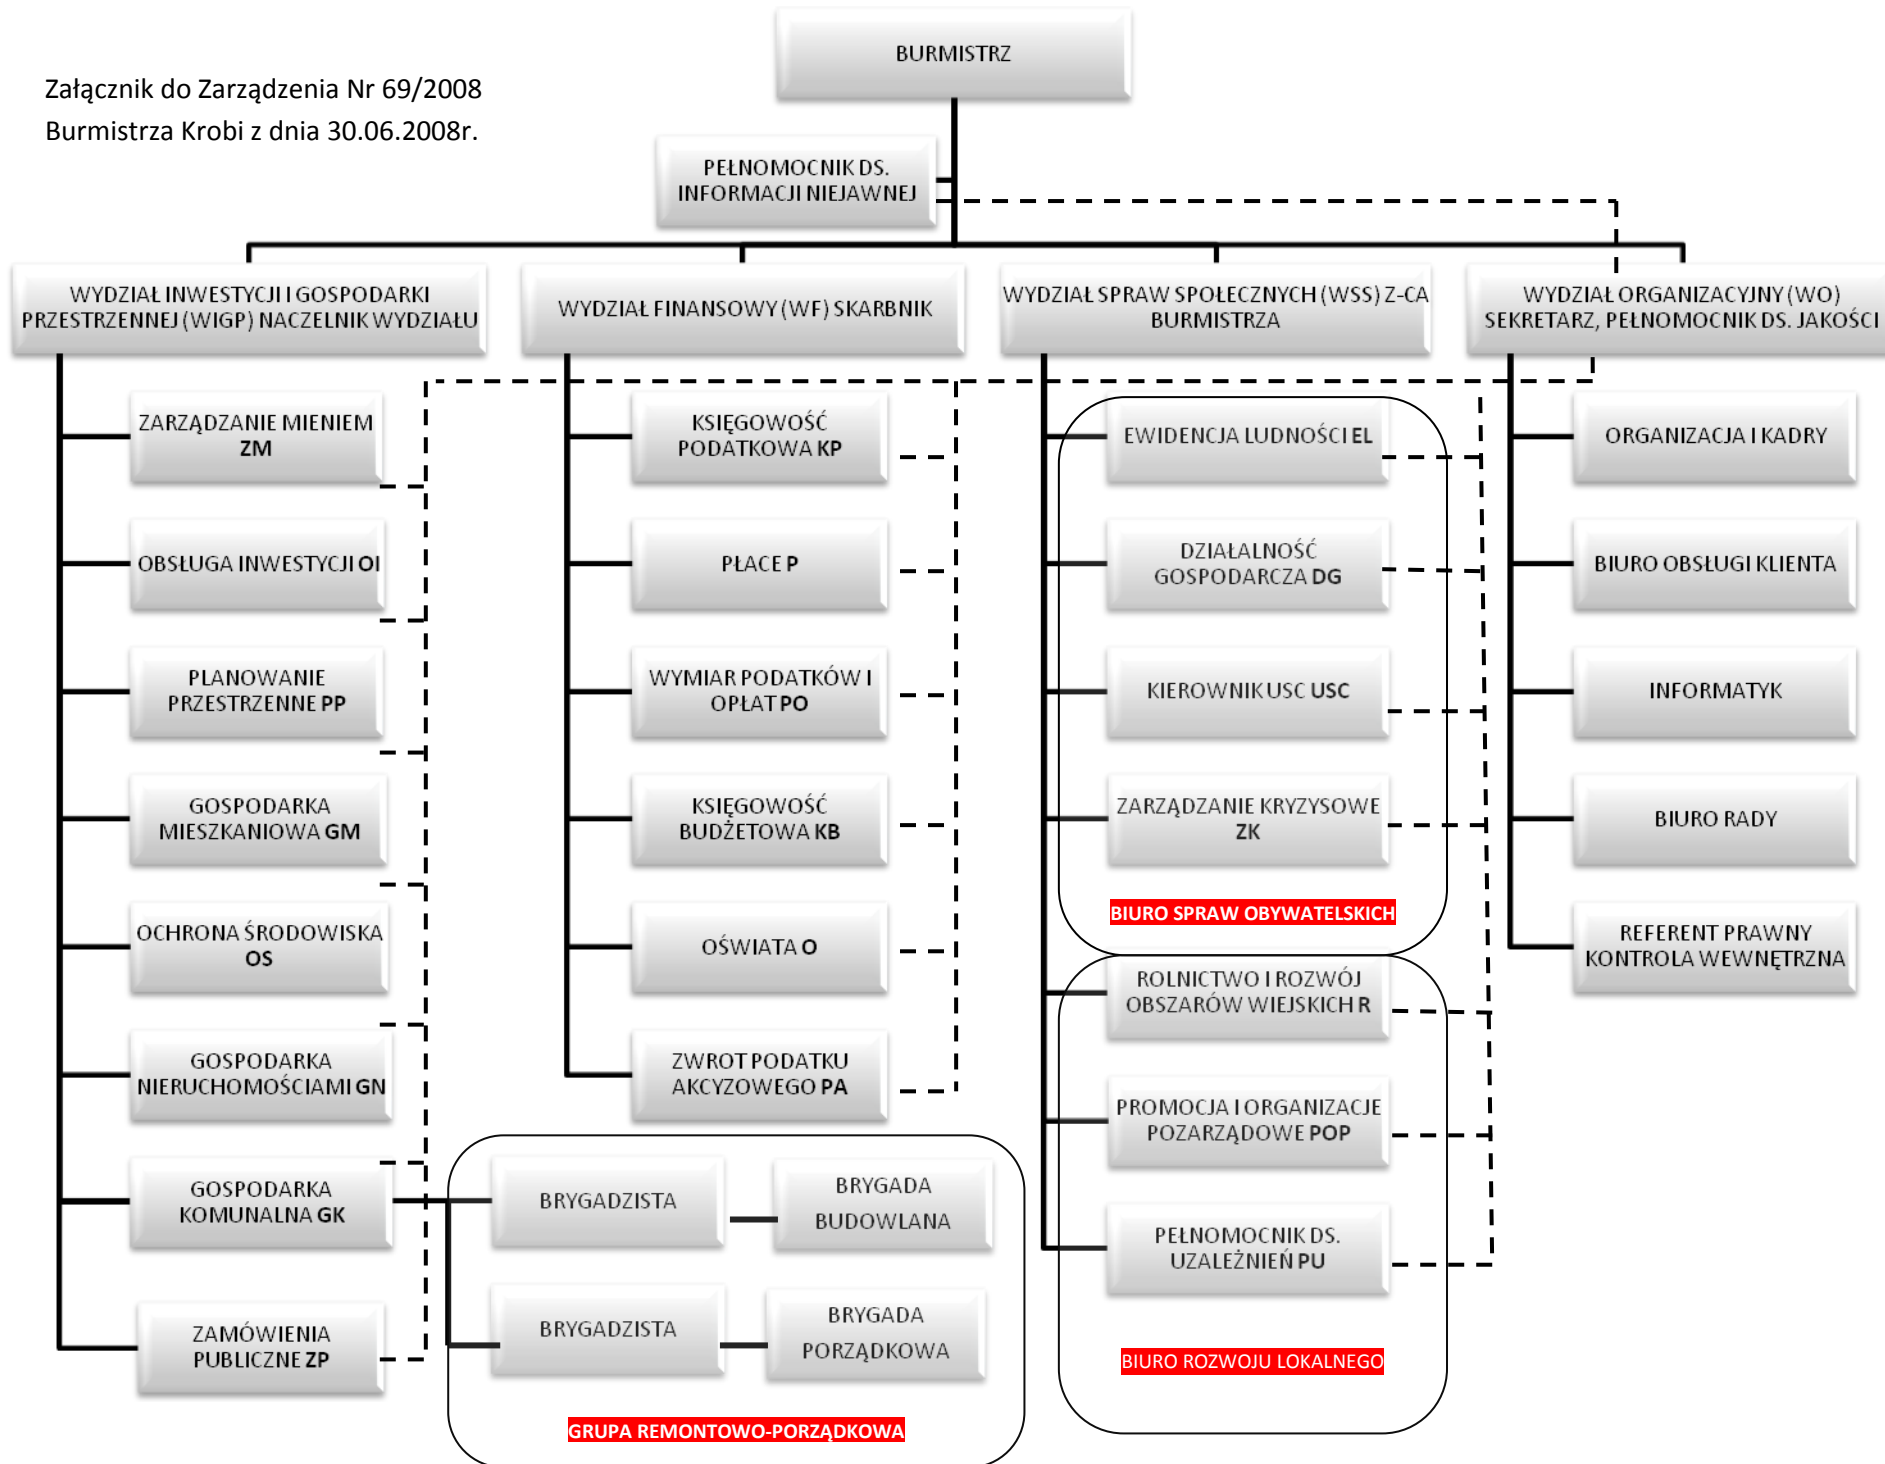 BURMISTRZ
Załącznik do Zarządzenia Nr 69/2008
Burmistrza Krobi z dnia 30.06.2008r.
PEŁNOMOCNIK DS.
INFORMACJI NIEJAWNEJ
WYDZIAŁ INWESTYCJI I GOSPODARKI
PRZESTRZENNEJ (WIGP) NACZELNIK WYDZIAŁU
WYDZIAŁ FINANSOWY (WF) SKARBNIK
WYDZIAŁ SPRAW SPOŁECZNYCH (WSS) Z-CA
BURMISTRZA
WYDZIAŁ ORGANIZACYJNY (WO)
SEKRETARZ, PEŁNOMOCNIK DS. JAKOŚCI
ZARZĄDZANIE MIENIEM
ZM
OBSŁUGA INWESTYCJI OI
PLANOWANIE
PRZESTRZENNE PP
GOSPODARKA
MIESZKANIOWA GM
OCHRONA ŚRODOWISKA
OS
GOSPODARKA
NIERUCHOMOŚCIAMI GN
GOSPODARKA
KOMUNALNA GK
ZAMÓWIENIA
PUBLICZNE ZP
KSIĘGOWOŚĆ
PODATKOWA KP
PŁACE P
WYMIAR PODATKÓW I
OPŁAT PO
KSIĘGOWOŚĆ
BUDŻETOWA KB
OŚWIATA O
ZWROT PODATKU
AKCYZOWEGO PA
BRYGADZISTA
BRYGADA
BUDOWLANA
BRYGADZISTA
BRYGADA
PORZĄDKOWA
GRUPA REMONTOWO-PORZĄDKOWA
EWIDENCJA LUDNOŚCI EL
DZIAŁALNOŚĆ
GOSPODARCZA DG
KIEROWNIK USC USC
ZARZĄDZANIE KRYZYSOWE
ZK
BIURO SPRAW OBYWATELSKICH
ROLNICTWO I ROZWÓJ
OBSZARÓW WIEJSKICH R
PROMOCJA I ORGANIZACJE
POZARZĄDOWE POP
PEŁNOMOCNIK DS.
UZALEŻNIEŃ PU
BIURO ROZWOJU LOKALNEGO
ORGANIZACJA I KADRY
BIURO OBSŁUGI KLIENTA
INFORMATYK
BIURO RADY
REFERENT PRAWNY
KONTROLA WEWNĘTRZNA